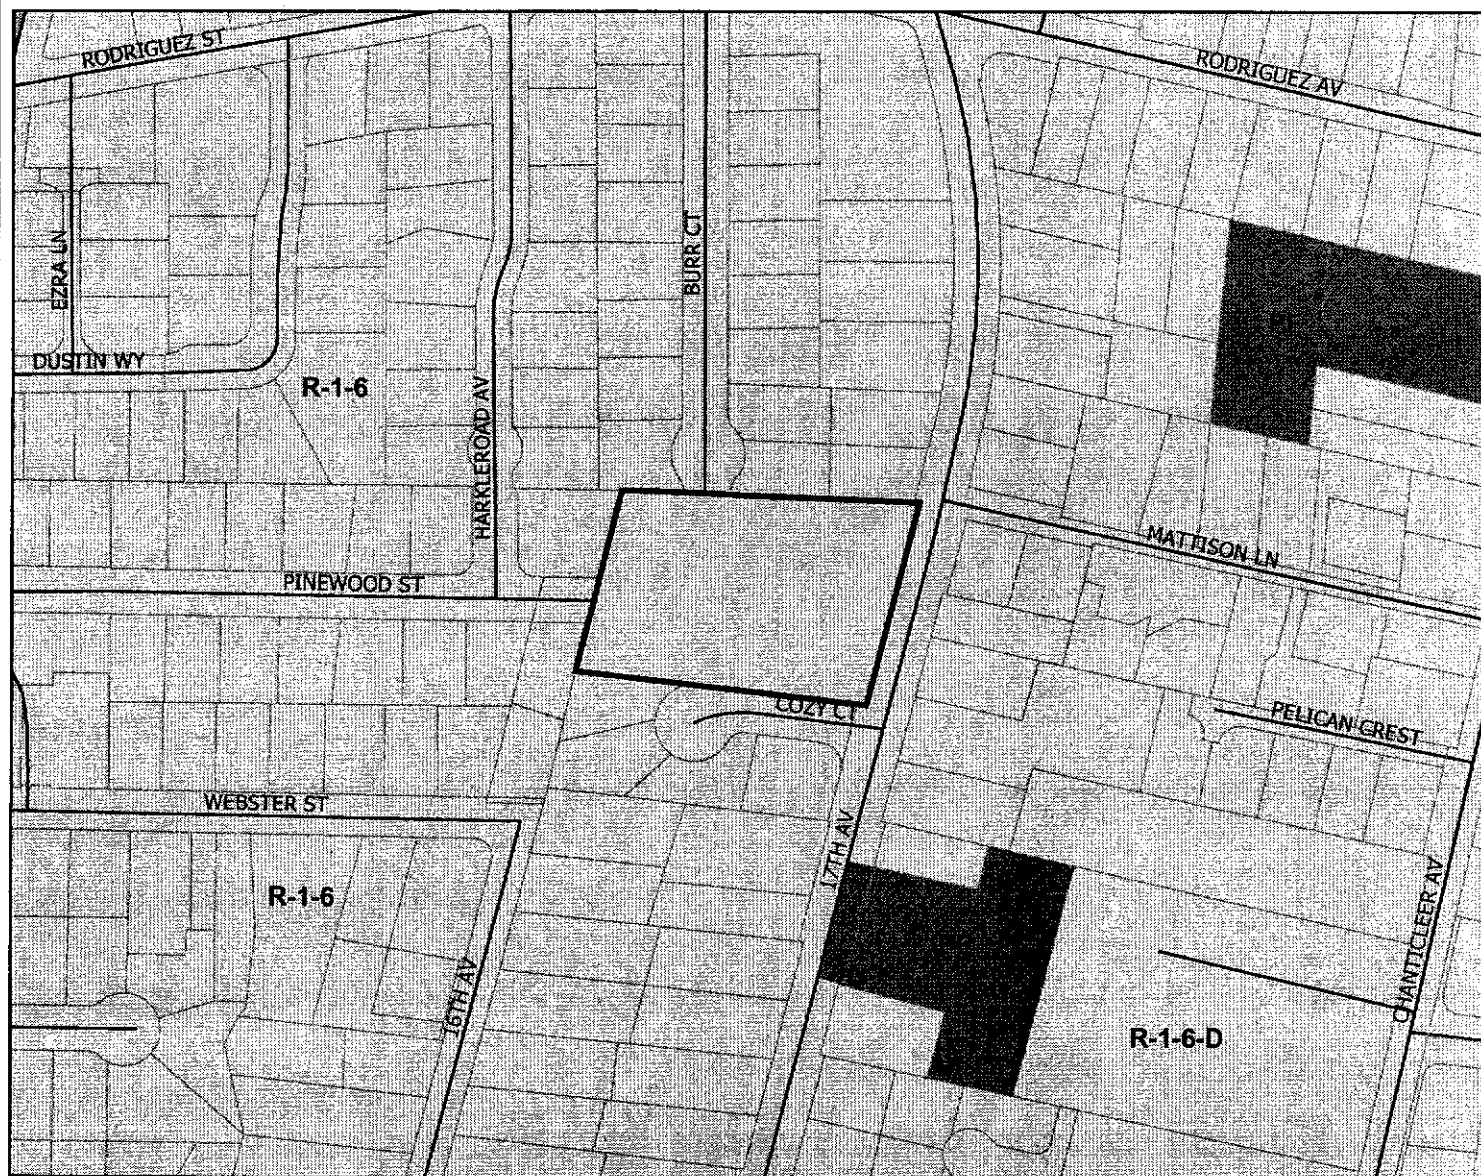 RODRIGUEZ ST
RODRIGUEZ AV
EZRA LN
BURR CT
DUSTIN WY
R-1-6
HARKLEROAD AV
MATTISON LN
PINEWOOD ST
COZY CT
PELICAN CREST
WEBSTER ST
17TH AV
R-1-6
CHANTICLEER AV
16TH AV
R-1-6-D